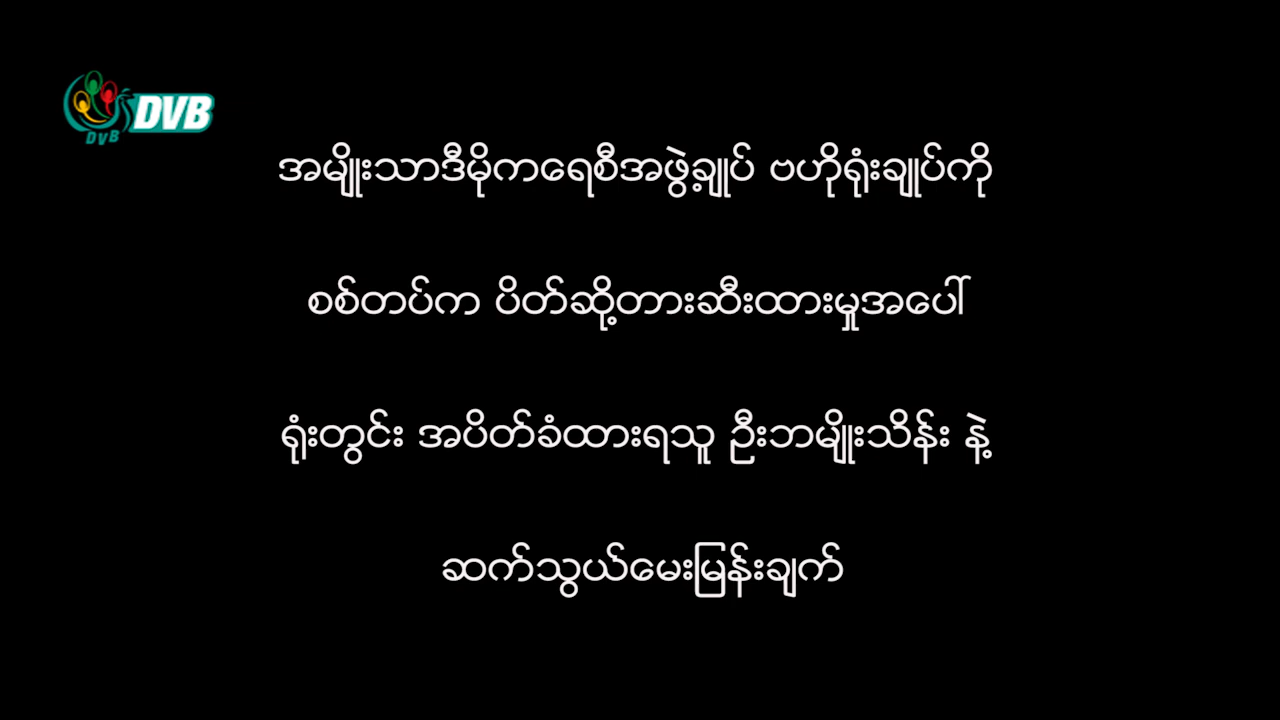 DVB
DVB
အမျိုးသာဒီမိုကရေစီအဖွဲ့ချုပ် ဗဟိုရုံးချုပ်ကို
စစ်တပ်က ပိတ်ဆို့တားဆီးထားမှုအပေါ်
ရုံးတွင်း အပိတ်ခံထားရသူ ဦးဘမျိုးသိန်း နဲ့
ဆက်သွယ်မေးမြန်းချက်